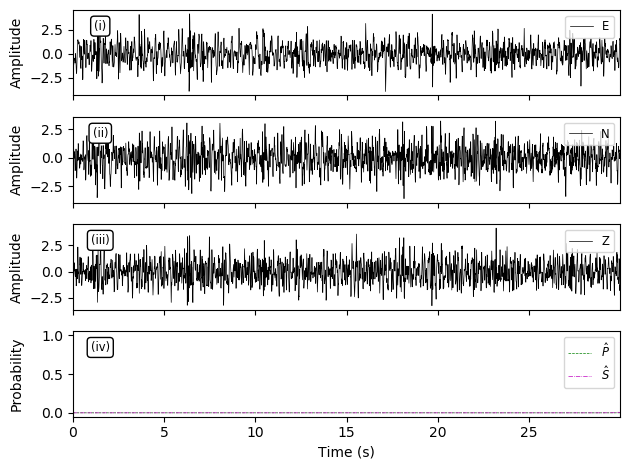 (i)
E
Amplitude
2.5
0.0
−2.5
(ii)
N
Amplitude
2.5
0.0
−2.5
(iii)
Z
Amplitude
2.5
0.0
−2.5
(iv)
P̂
Ŝ
Probability
1.0
0.5
0.0
0 5 10 15 20 25
Time (s)